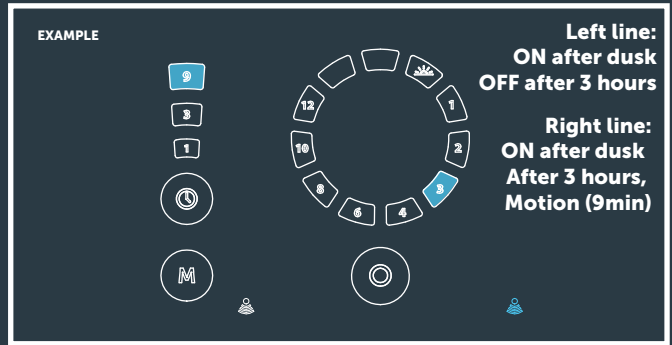 EXAMPLE
9
3
1
M
12
1
10
2
8
3
6
4
Left line:
ON after dusk
OFF after 3 hours
Right line:
ON after dusk
After 3 hours,
Motion (9min)